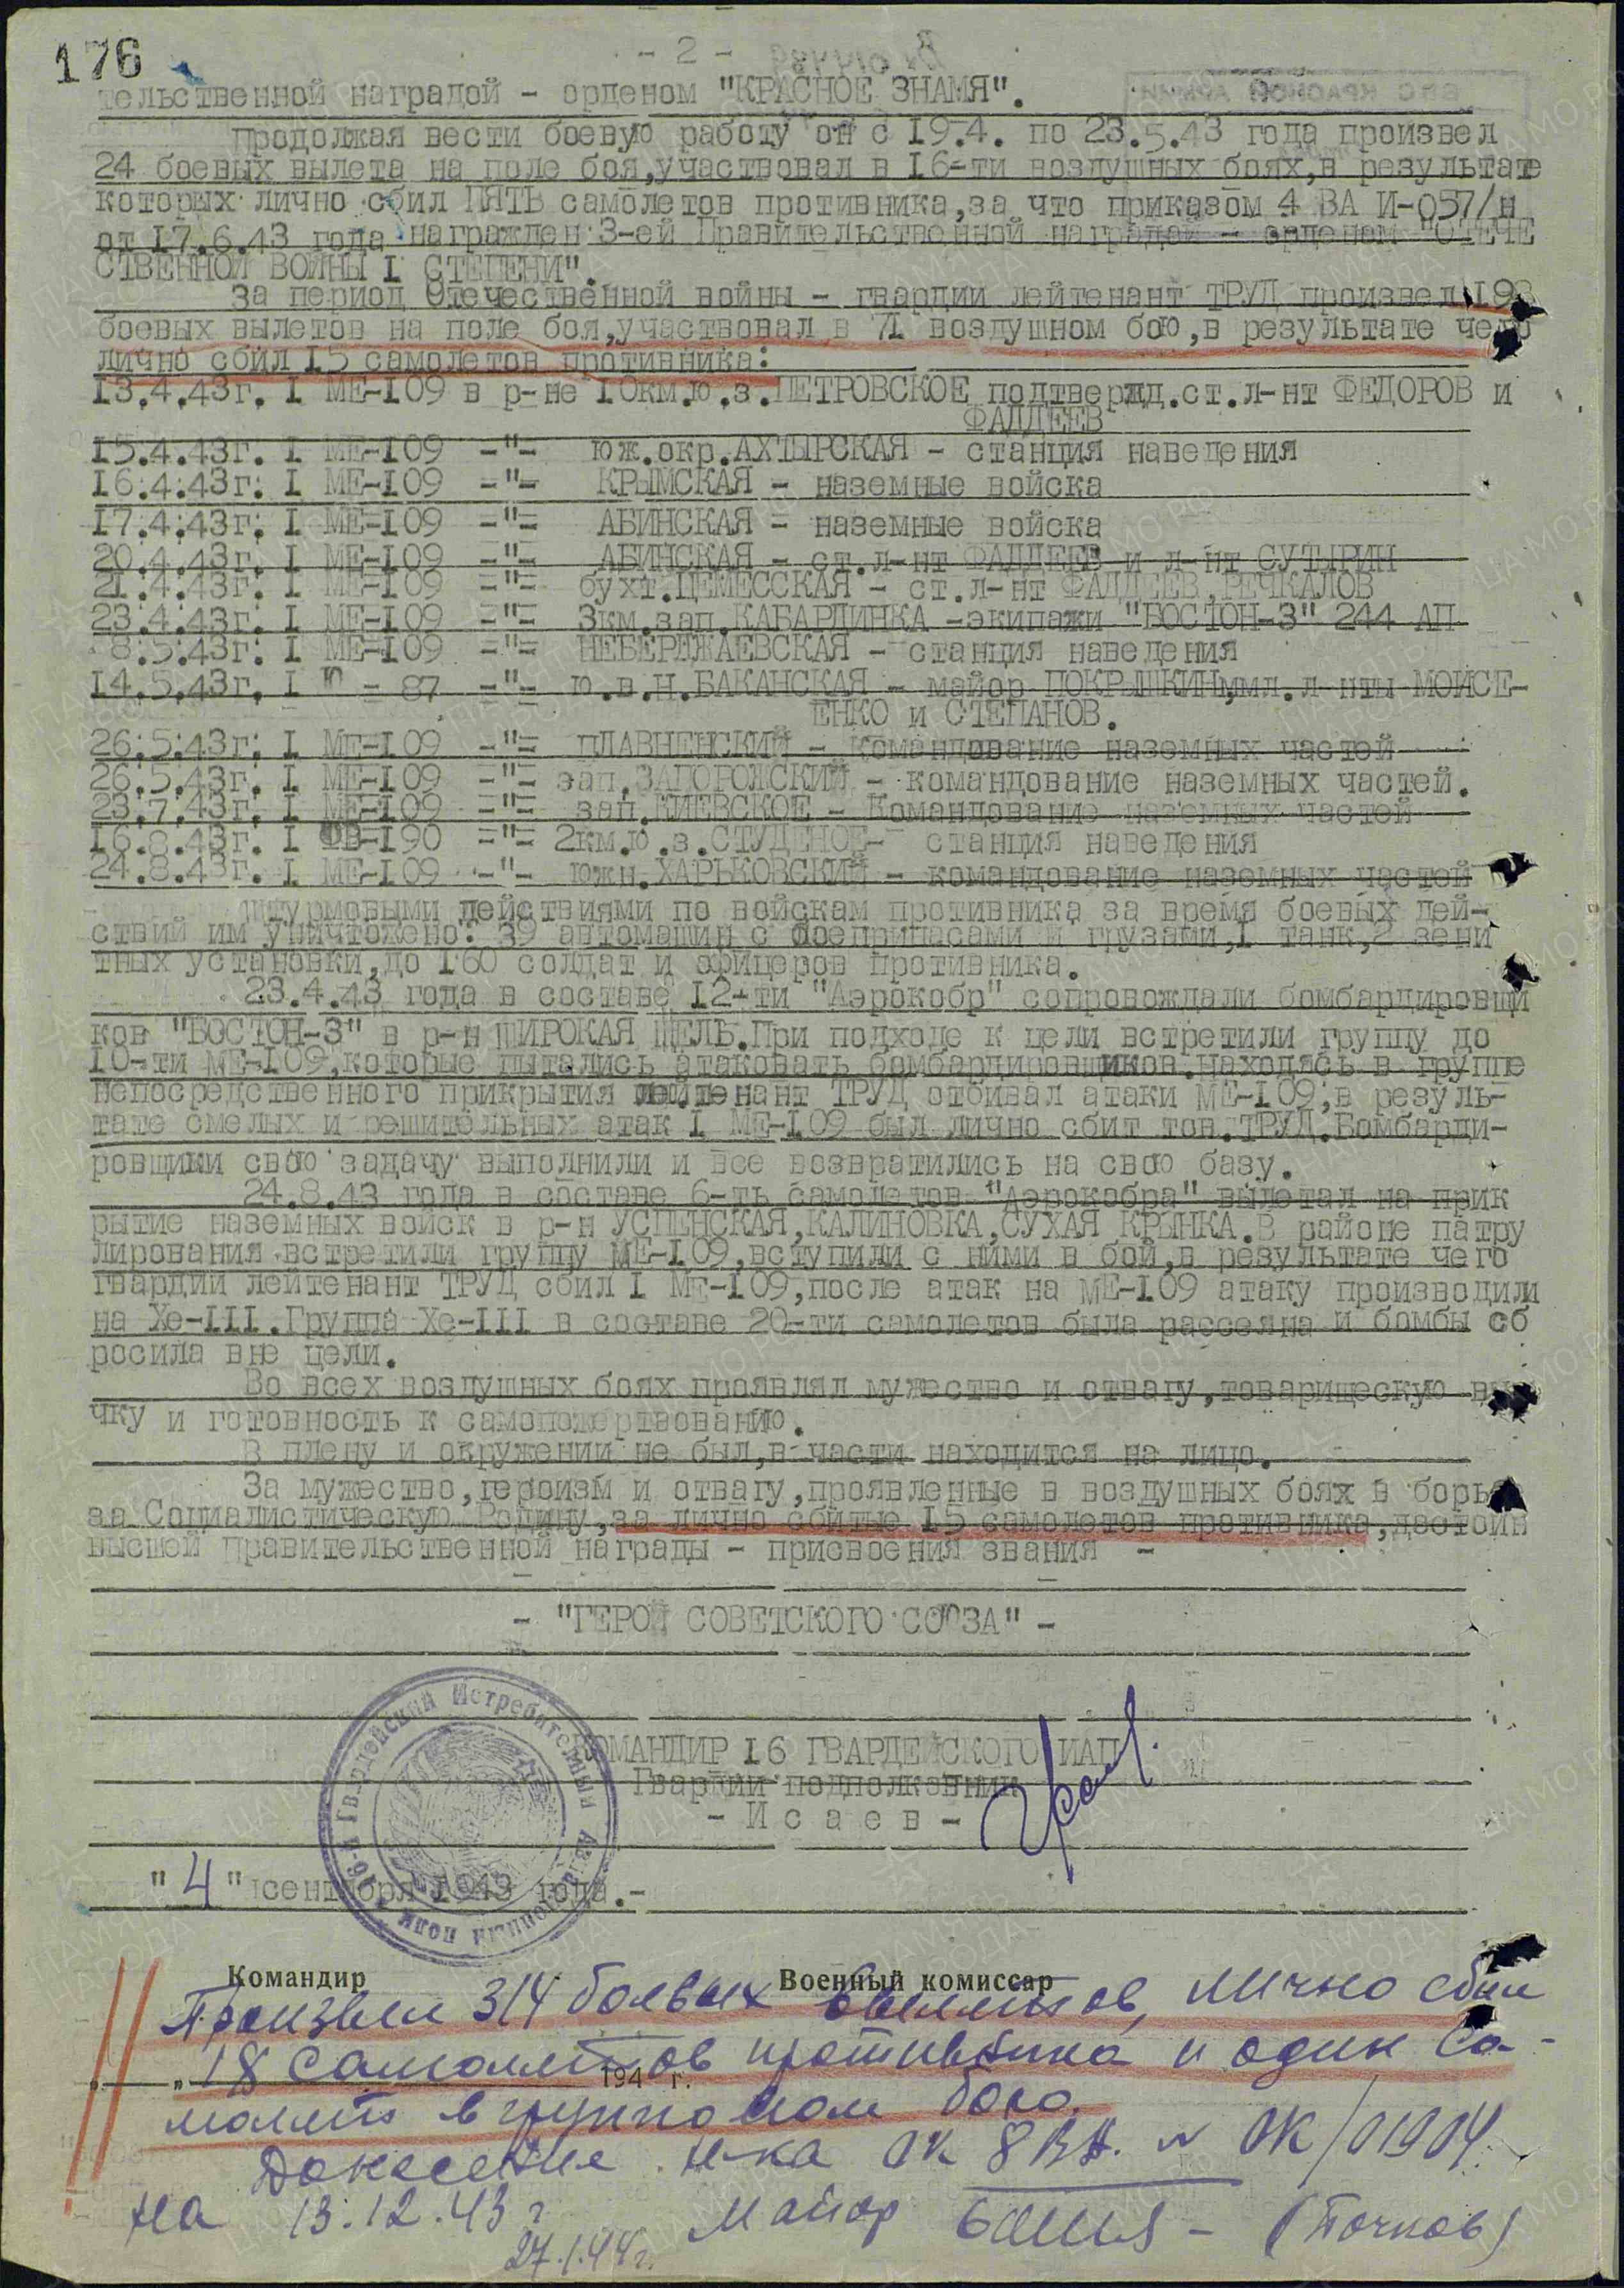 176
- 2 -
тельственной наградой - орденом "КРАСНОЕ ЗНАМЯ".
Продолжая вести боевую работу он с 19.4. по 23.5.43 года произвел
24 боевых вылета на поле боя,участвовал в 16-ти воздушных боях,в результате
которых лично сбил ПЯТЬ самолетов противника,за что приказом 4 ВА И-057/н
от 17.6.43 года награжден 3-ей Правительственной наградой - орденом "ОТЕЧЕ
СТВЕННОЙ ВОЙНЫ I СТЕПЕНИ".
За период Отечественной войны - гвардии лейтенант ТРУД произвел 198
боевых вылетов на поле боя,участвовал в 71 воздушном бою,в результате чего
лично сбил 15 самолетов противника:
13.4.43г. I МЕ-109 в р-не 10км.ю.з.ПЕТРОВСКОЕ подтвержд.ст.л-нт ФЕДОРОВ и
ФАДДЕЕВ
15.4.43г. I МЕ-109 -"- юж.окр.АХТЫРСКАЯ - станция наведения
16.4.43г. I МЕ-109 -"- КРЫМСКАЯ - наземные войска
17.4.43г. I МЕ-109 -"- АБИНСКАЯ - наземные войска
20.4.43г. I МЕ-109 -"- АБИНСКАЯ - ст.л-нт ФАДДЕЕВ и л-нт СУТЫРИН
21.4.43г. I МЕ-109 -"- бухт.ЦЕМЕССКАЯ - ст.л-нт ФАДДЕЕВ,РЕЧКАЛОВ
23.4.43г. I МЕ-109 -"- 3км.зап.КАБАРДИНКА -экипажи "БОСТОН-3" 244 АП
8.5.43г. I МЕ-109 -"- НЕБЕРДЖАЕВСКАЯ - станция наведения
14.5.43г. I Ю - 87 -"- ю.в.Н.БАКАНСКАЯ - майор ПОКРЫШКИН,мл.л-нты МОИСЕ-
ЕНКО и СТЕПАНОВ.
26.5.43г. I МЕ-109 -"- ПЛАВНЕНСКИЙ - командование наземных частей
26.5.43г. I МЕ-109 -"- зап.ЗАПОРОЖСКИЙ - командование наземных частей.
23.7.43г. I МЕ-109 -"- зап.КИЕВСКОЕ - Командование наземных частей
16.8.43г. I ФВ-190 -"- 2км.ю.з.СТУДЕНОЕ- станция наведения
24.8.43г. I МЕ-109 -"- южн.ХАРЬКОВСКИЙ - командование наземных частей
Штурмовыми действиями по войскам противника за время боевых дей-
ствий им уничтожено: 39 автомашин с боеприпасами и грузами,1 танк,2 зени
тных установки,до 160 солдат и офицеров противника.
23.4.43 года в составе 12-ти "Аэрокобр" сопровождали бомбардировщи
ков "БОСТОН-3" в р-н ШИРОКАЯ ЩЕЛЬ.При подходе к цели встретили группу до
10-ти МЕ-109,которые пытались атаковать бомбардировщиков.Находясь в группе
непосредственного прикрытия лейтенант ТРУД отбивал атаки МЕ-109,в резуль-
тате смелых и решительных атак I МЕ-109 был лично сбит тов.ТРУД.Бомбарди-
ровщики свою задачу выполнили и все возвратились на свою базу.
24.8.43 года в составе 6-ть самолетов "Аэрокобра" вылетал на прик
рытие наземных войск в р-н УСПЕНСКАЯ,КАЛИНОВКА,СУХАЯ КРЫНКА.В районе патру
лирования встретили группу МЕ-109,вступили с ними в бой,в результате чего
гвардии лейтенант ТРУД сбил I МЕ-109,после атак на МЕ-109 атаку производили
на Хе-III.Группа Хе-III в составе 20-ти самолетов была рассеяна и бомбы сб
росила вне цели.
Во всех воздушных боях проявлял мужество и отвагу,товарищескую выру
чку и готовность к самопожертвованию.
В плену и окружении не был,в части находится на лицо.
За мужество,героизм и отвагу,проявленные в воздушных боях в борьбе
за Социалистическую Родину,за лично сбитые 15 самолетов противника,достоин
высшей Правительственной награды - присвоения звания -
- "ГЕРОЙ СОВЕТСКОГО СОЮЗА" -
КОМАНДИР 16 ГВАРДЕЙСКОГО ИАП
Гвардии подполковник
- Исаев -
16-й Гвардейский Истребительный Авиационный полк
"4" сентября 1943 года.-
Командир Военный комиссар
Произвел 314 боевых вылетов, лично сбил
18 самолетов противника и один са-
"___" 194 г.
молет в групповом бою.
Донесение н-ка ОК 8 ВА. № ОК/01904
на 13.12.43 г Майор (Точков)
27.1.44г.